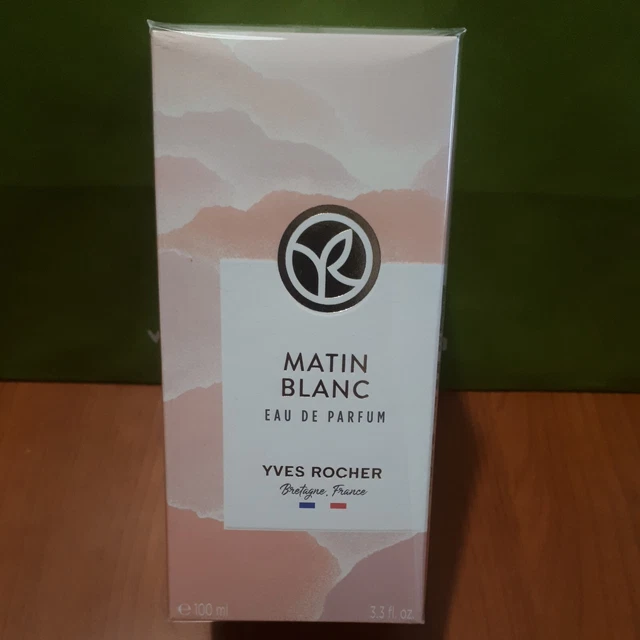 MATIN
BLANC
EAU DE PARFUM
YVES ROCHER
Bretagne, France
℮ 100 ml
3.3 fl. oz.